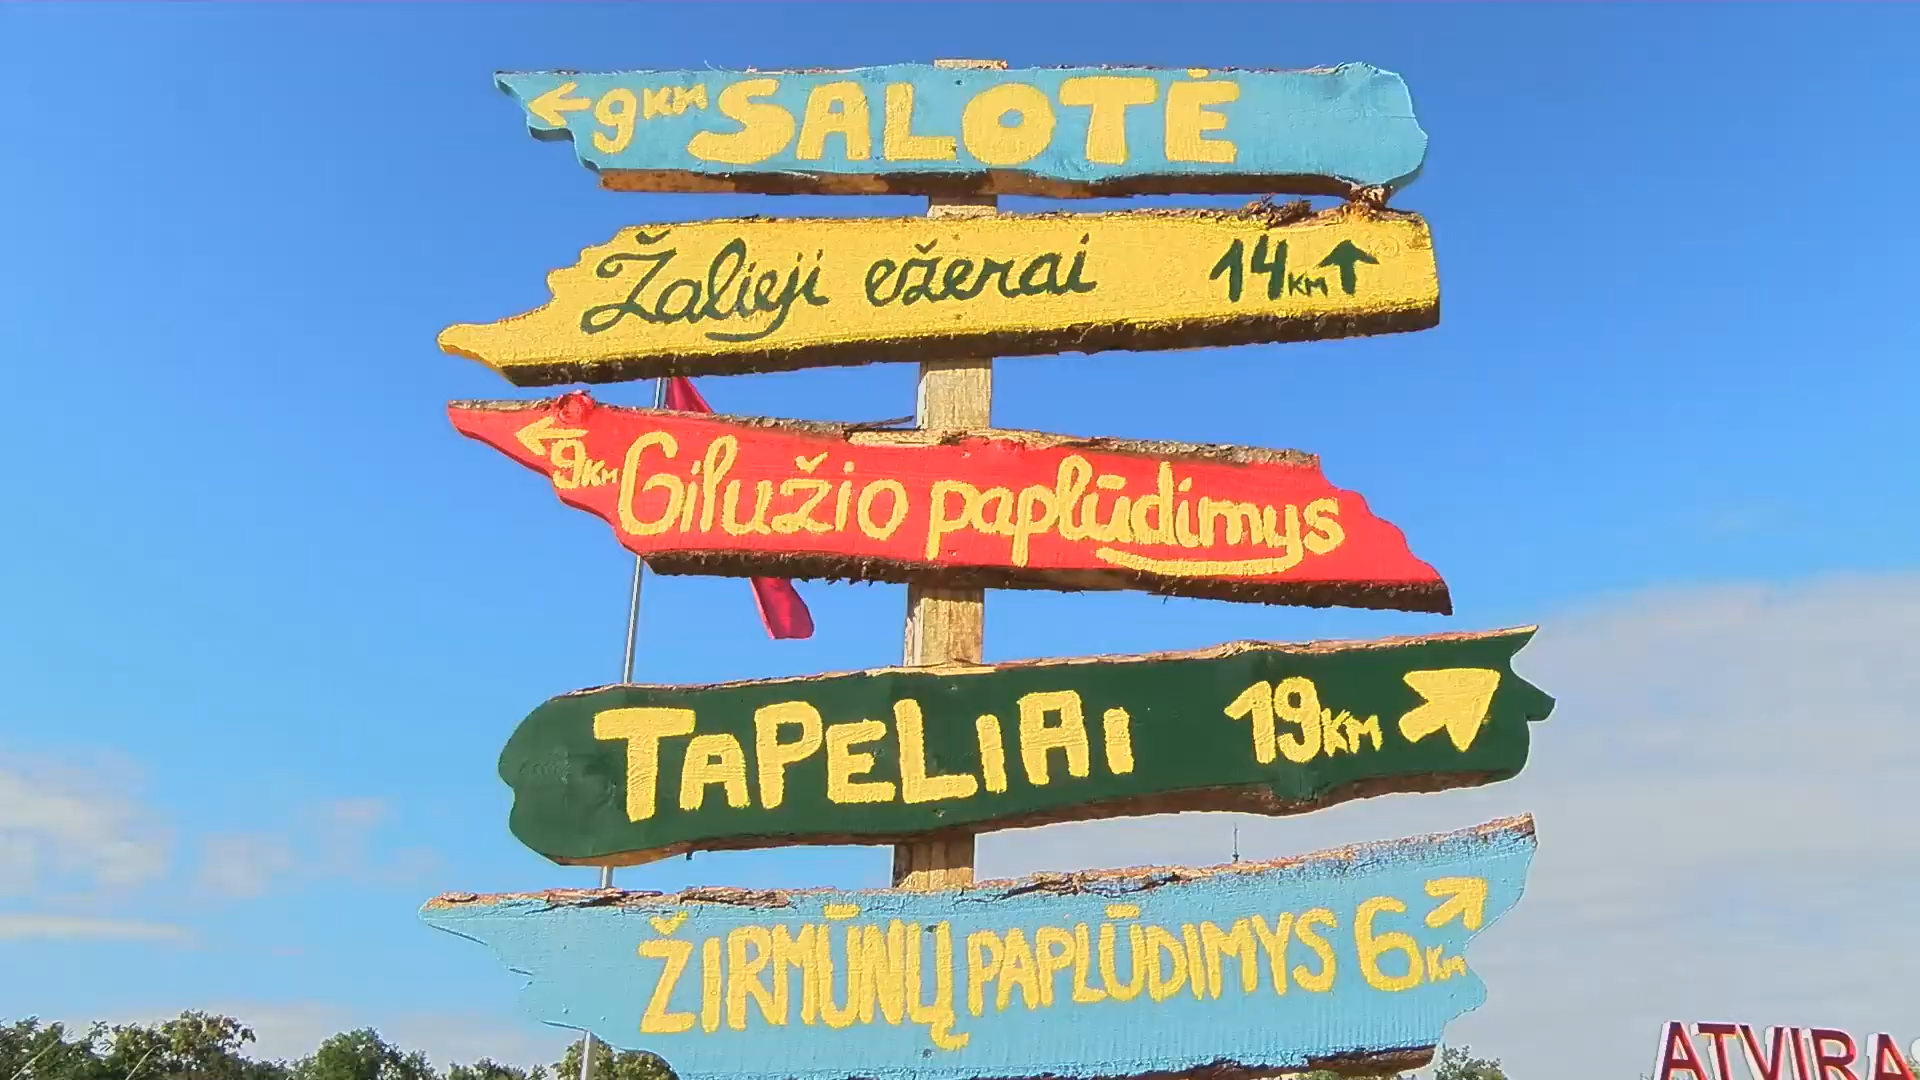 ← 9KM SALOTĖ
Žalieji ežerai 14KM ↑
← 9KM Gilužio paplūdimys
TAPELIAI 19KM ↗
ŽIRMŪNŲ PAPLŪDIMYS 6KM ↗
ATVIRA